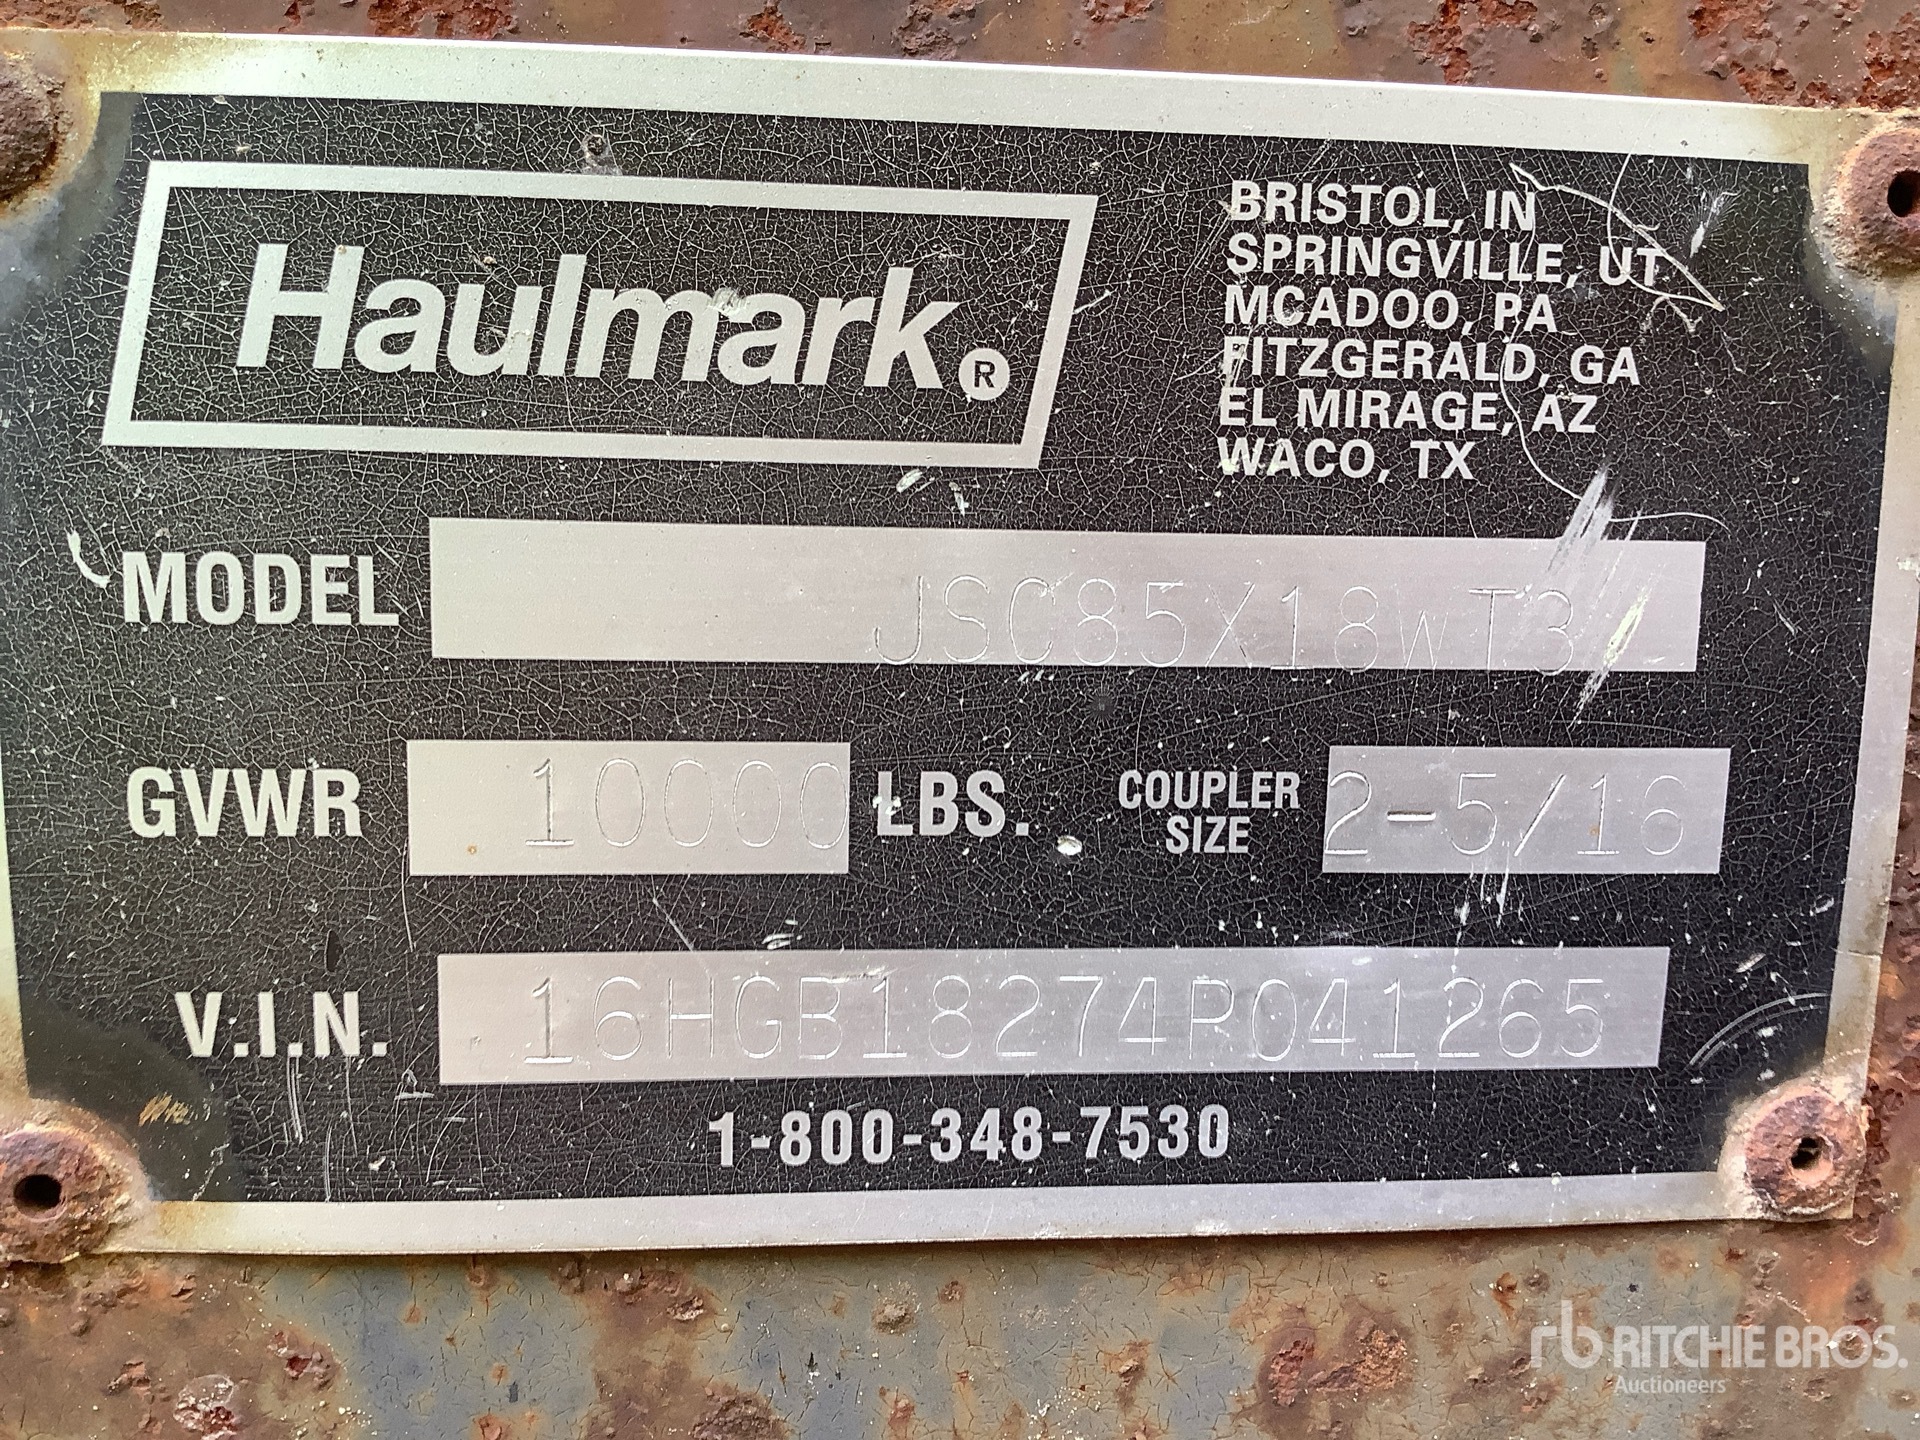 Haulmark®
BRISTOL, IN
SPRINGVILLE, UT
MCADOO, PA
FITZGERALD, GA
EL MIRAGE, AZ
WACO, TX
MODEL JSC85X18WT3
GVWR 10000 LBS.
COUPLER
SIZE
2-5/16
V.I.N. 16HGB18274P041265
1-800-348-7530
rb RITCHIE BROS.
Auctioneers